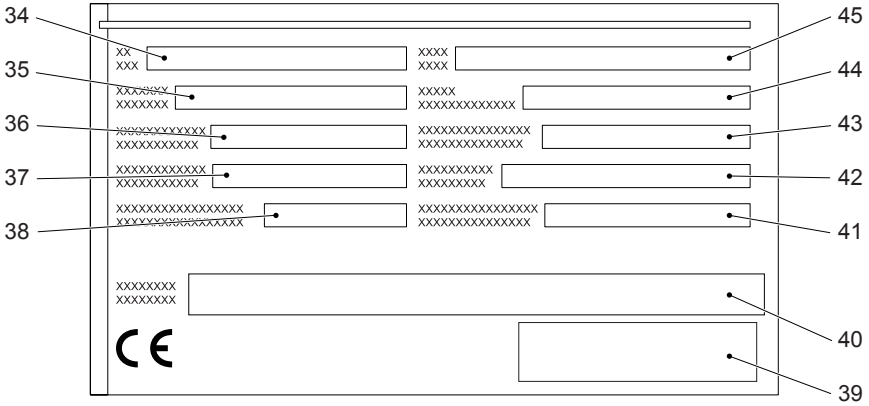 34
45
XX
XXX
XXXX
XXXX
35
44
XXXXXXX
XXXXXXX
XXXXX
XXXXXXXXXXXXX
36
43
XXXXXXXXXXXX
XXXXXXXXXXX
XXXXXXXXXXXXXXX
XXXXXXXXXXXXXX
37
42
XXXXXXXXXXXX
XXXXXXXXXXX
XXXXXXXXXX
XXXXXXXXX
38
41
XXXXXXXXXXXXXXXXX
XXXXXXXXXXXXXXXXX
XXXXXXXXXXXXXXXX
XXXXXXXXXXXXXXX
XXXXXXXX
XXXXXXXX
40
CE
39